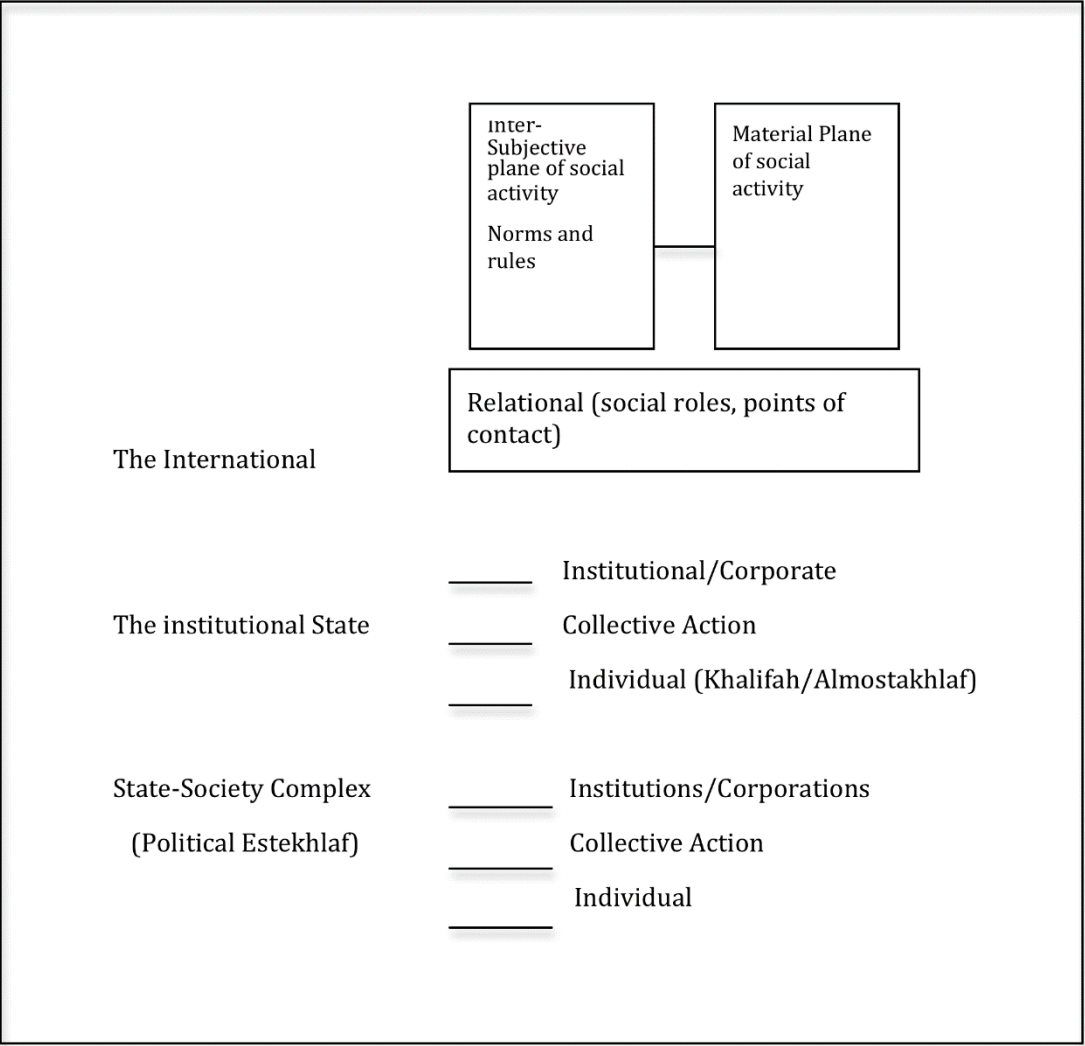 Inter-
Subjective
plane of social
activity
Norms and
rules
Material Plane
of social
activity
Relational (social roles, points of
contact)
The International
Institutional/Corporate
The institutional State
Collective Action
Individual (Khalifah/Almostakhlaf)
State-Society Complex
Institutions/Corporations
(Political Estekhlaf)
Collective Action
Individual